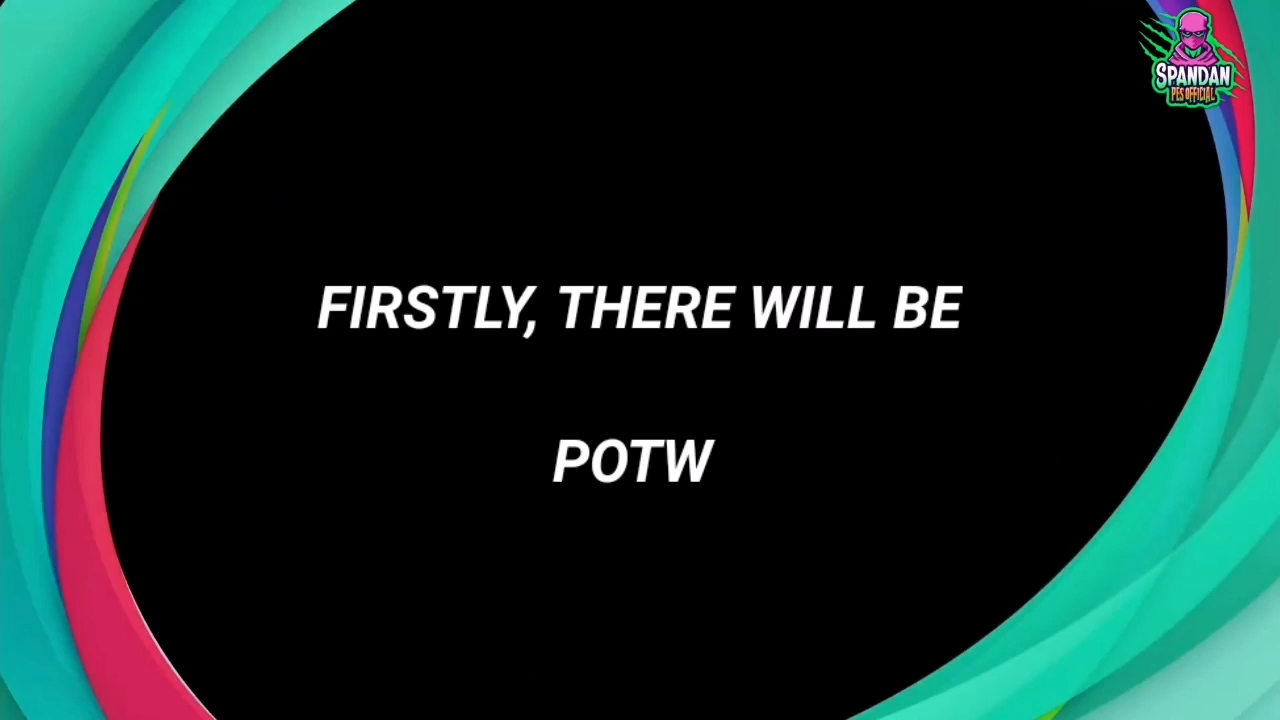 SPANDAN
PES OFFICIAL
FIRSTLY, THERE WILL BE
POTW